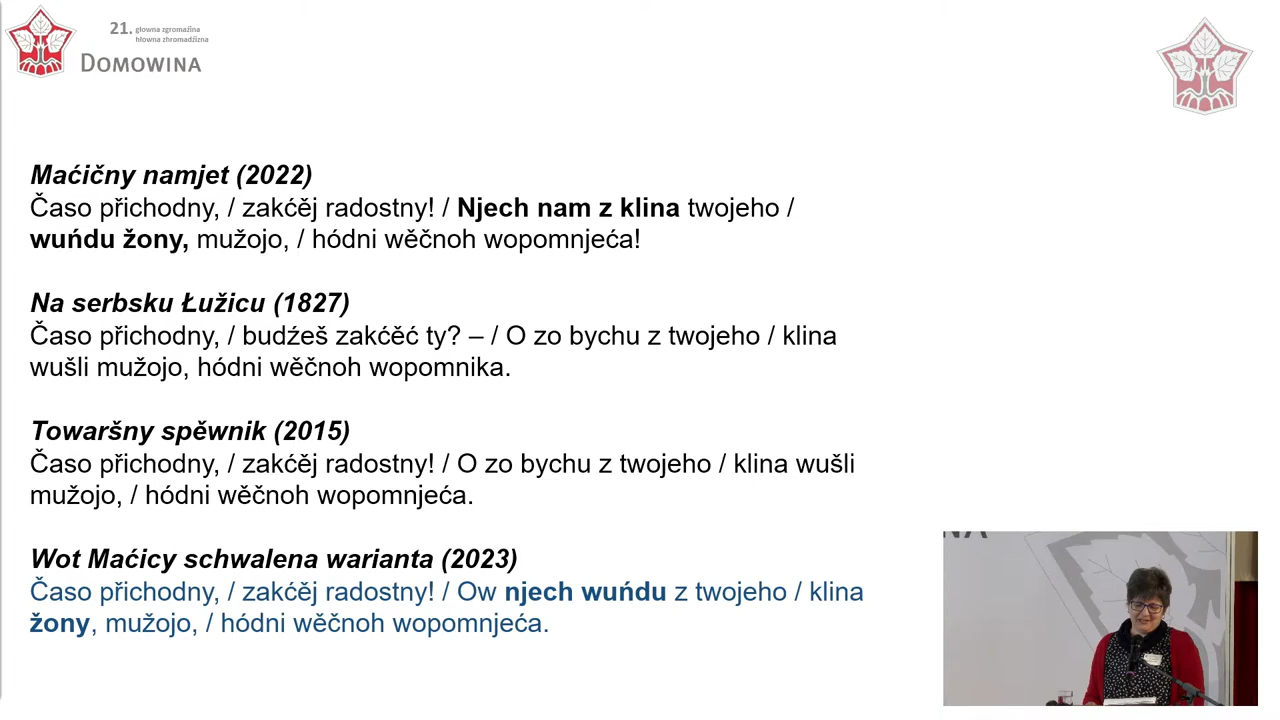 21. głowna zgromaźina
hłowna zhromadźizna
DOMOWINA
Maćičny namjet (2022)
Časo přichodny, / zakćěj radostny! / Njech nam z klina twojeho /
wuńdu žony, mužojo, / hódni wěčnoh wopomnjeća!
Na serbsku Łužicu (1827)
Časo přichodny, / budźeš zakćěć ty? – / O zo bychu z twojeho / klina
wušli mužojo, hódni wěčnoh wopomnika.
Towaršny spěwnik (2015)
Časo přichodny, / zakćěj radostny! / O zo bychu z twojeho / klina wušli
mužojo, / hódni wěčnoh wopomnjeća.
Wot Maćicy schwalena warianta (2023)
Časo přichodny, / zakćěj radostny! / Ow njech wuńdu z twojeho / klina
žony, mužojo, / hódni wěčnoh wopomnjeća.